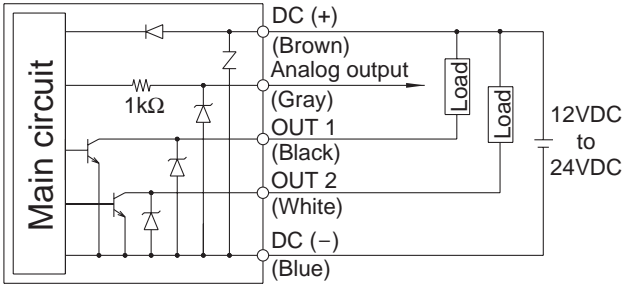 Main circuit
1kΩ
DC (+)
(Brown)
Analog output
(Gray)
OUT 1
(Black)
OUT 2
(White)
DC (−)
(Blue)
Load
Load
12VDC
to
24VDC